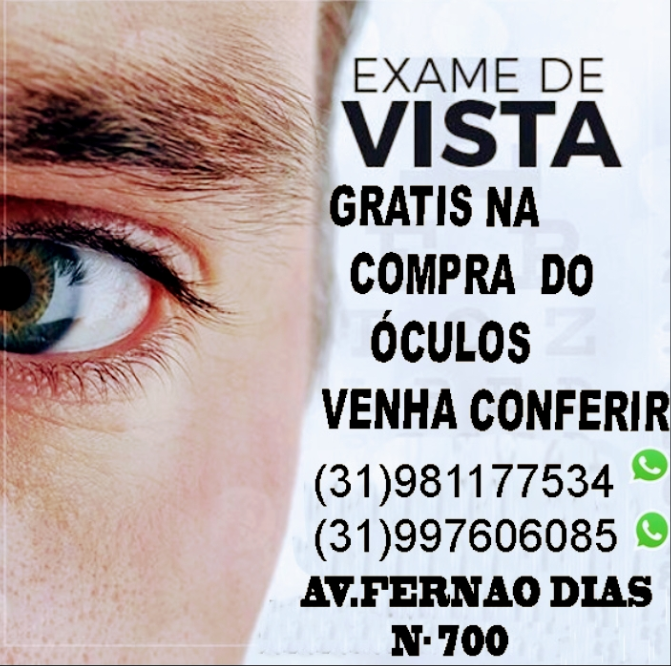 EXAME DE
VISTA
GRATIS NA
COMPRA DO
ÓCULOS
VENHA CONFERIR
(31)981177534
(31)997606085
AV.FERNAO DIAS
N·700